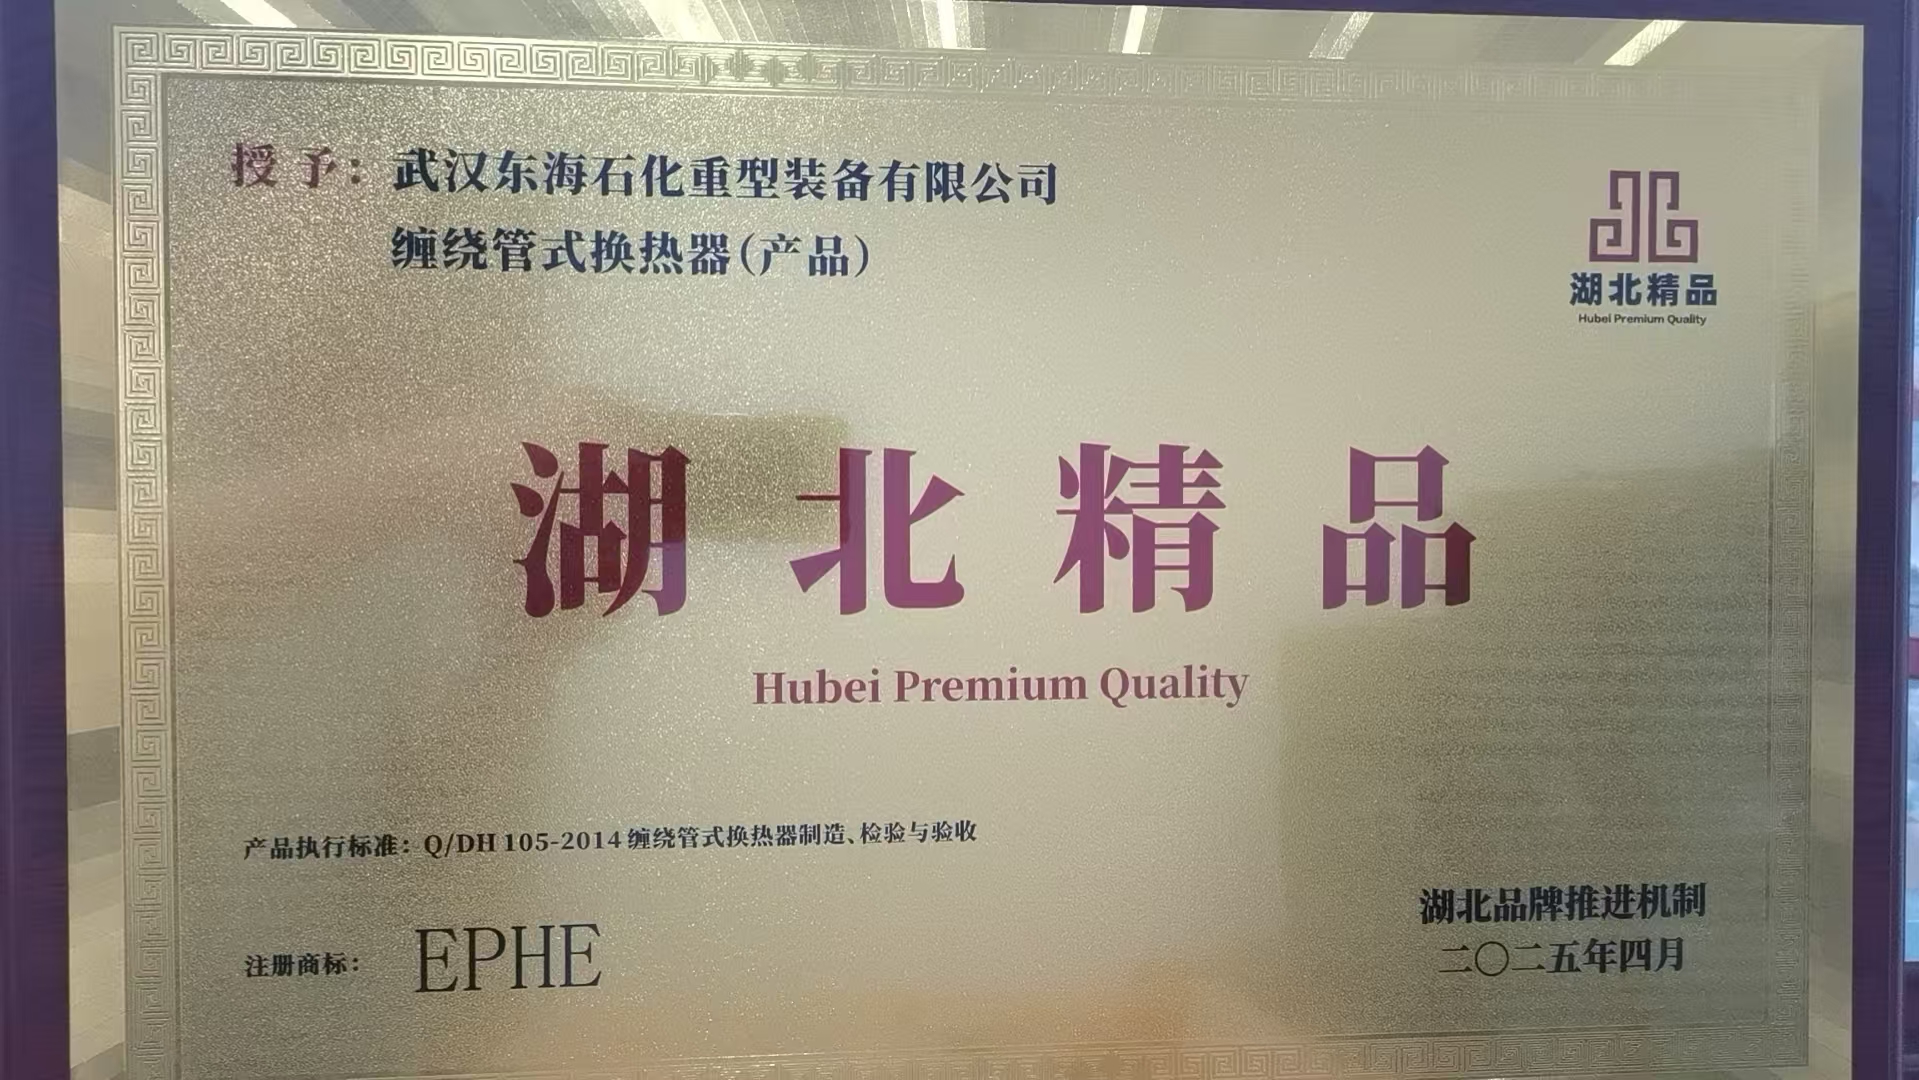 授予：武汉东海石化重型装备有限公司
缠绕管式换热器（产品）
湖北精品
Hubei Premium Quality
湖北精品
Hubei Premium Quality
产品执行标准：Q/DH 105-2014 缠绕管式换热器制造、检验与验收
注册商标： EPHE
湖北品牌推进机制
二〇二五年四月